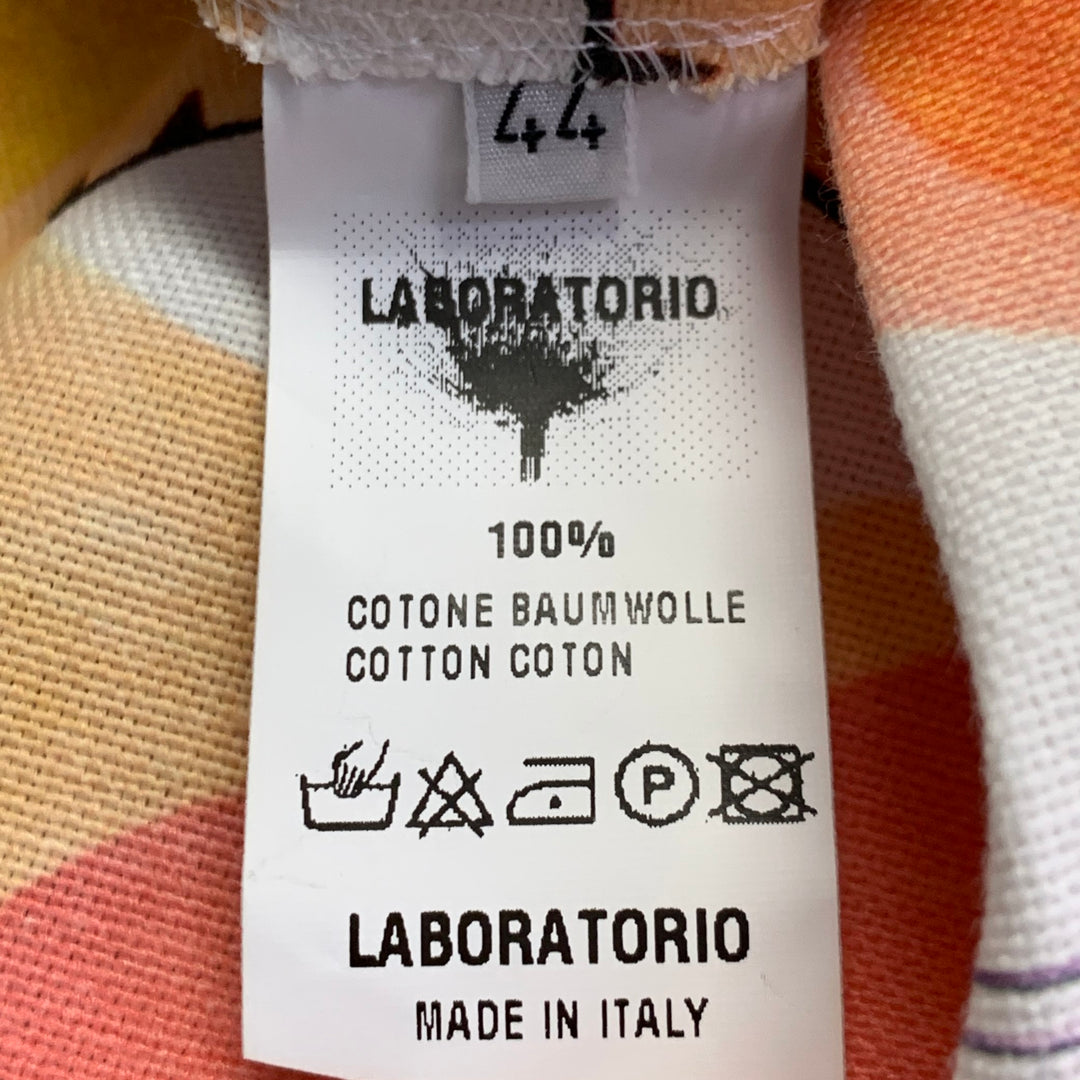 44
LABORATORIO
100%
COTONE BAUMWOLLE
COTTON COTON
P
LABORATORIO
MADE IN ITALY